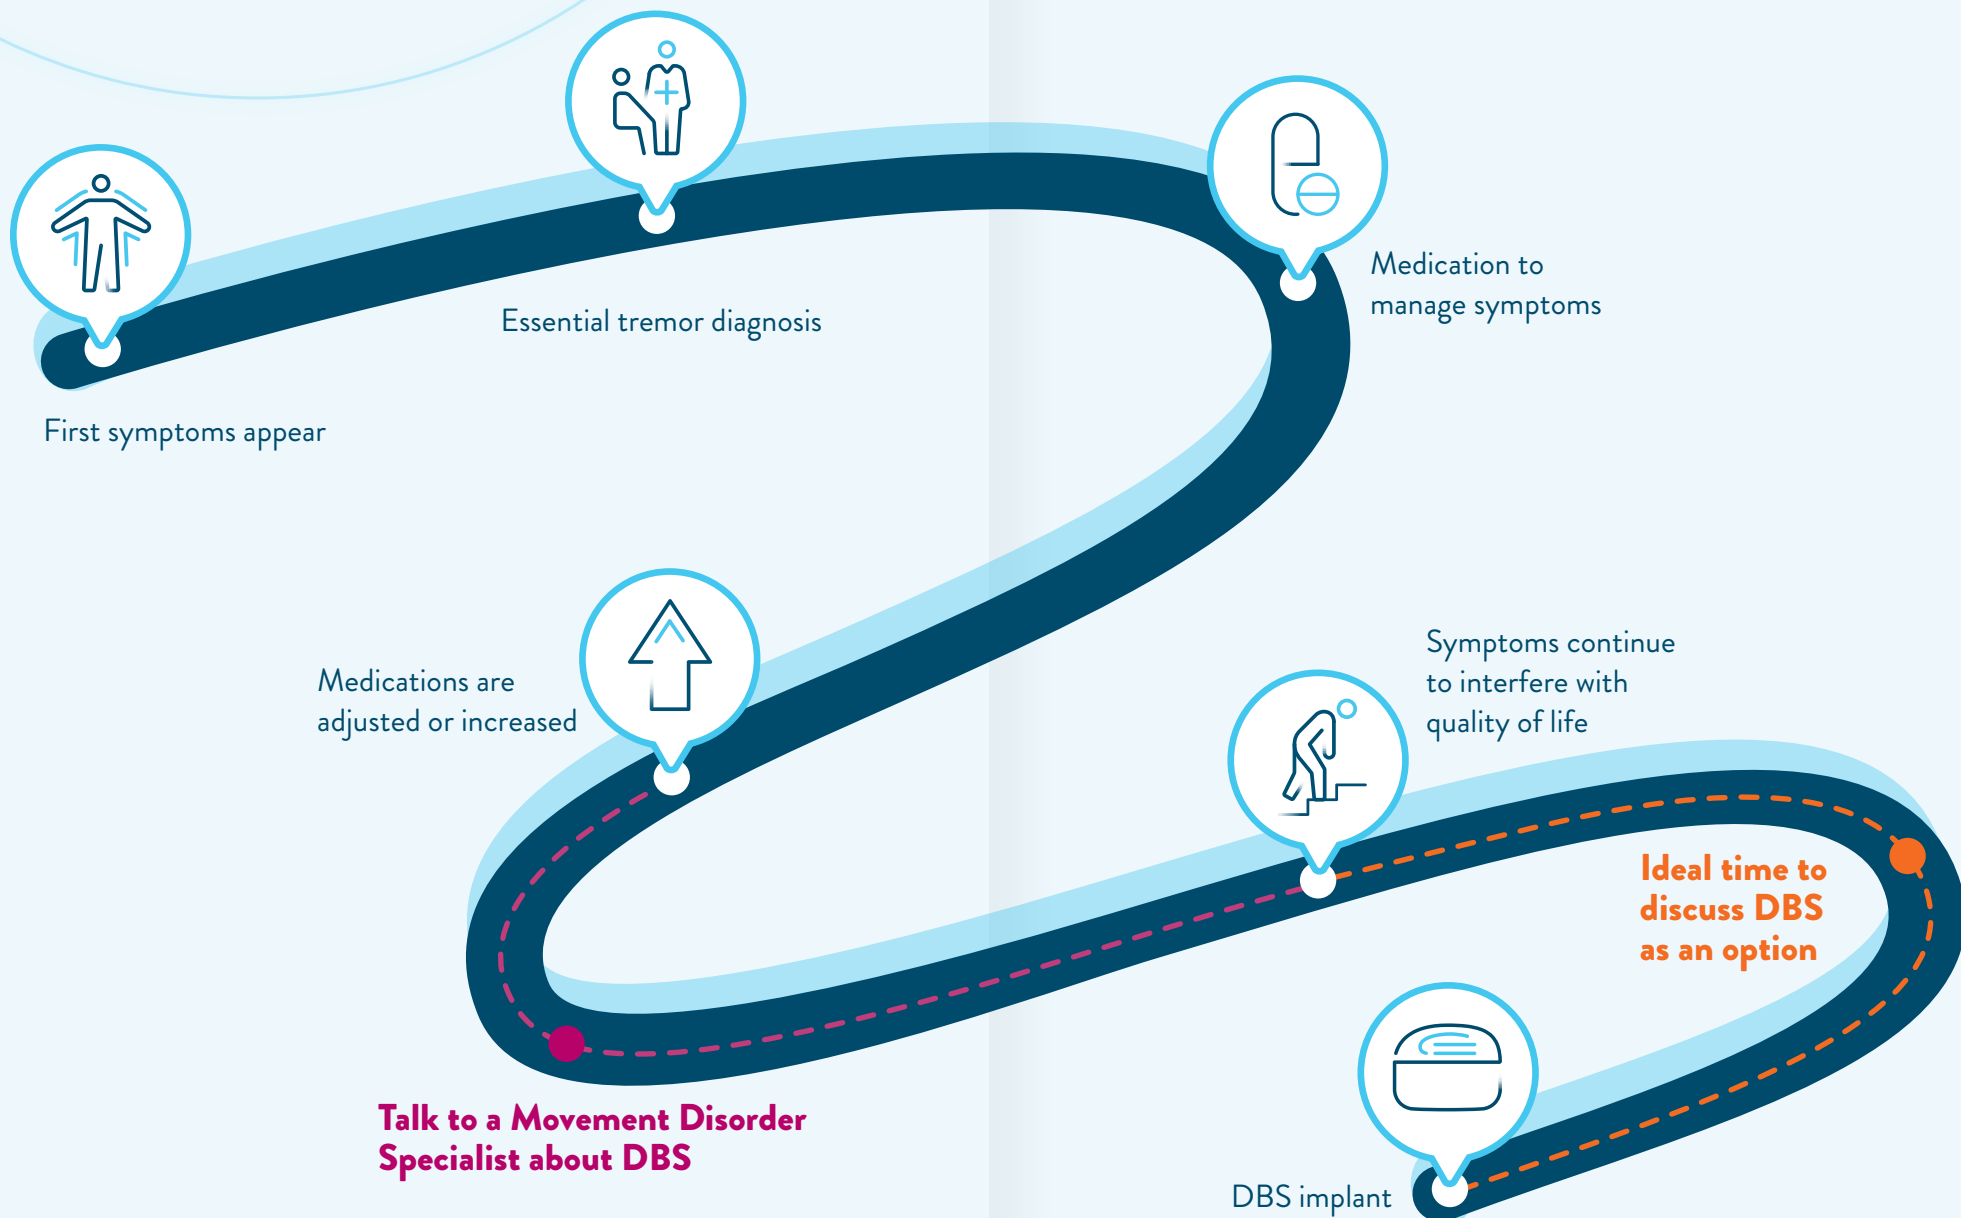 First symptoms appear
Essential tremor diagnosis
Medication to
manage symptoms
Medications are
adjusted or increased
Talk to a Movement Disorder
Specialist about DBS
Symptoms continue
to interfere with
quality of life
Ideal time to
discuss DBS
as an option
DBS implant